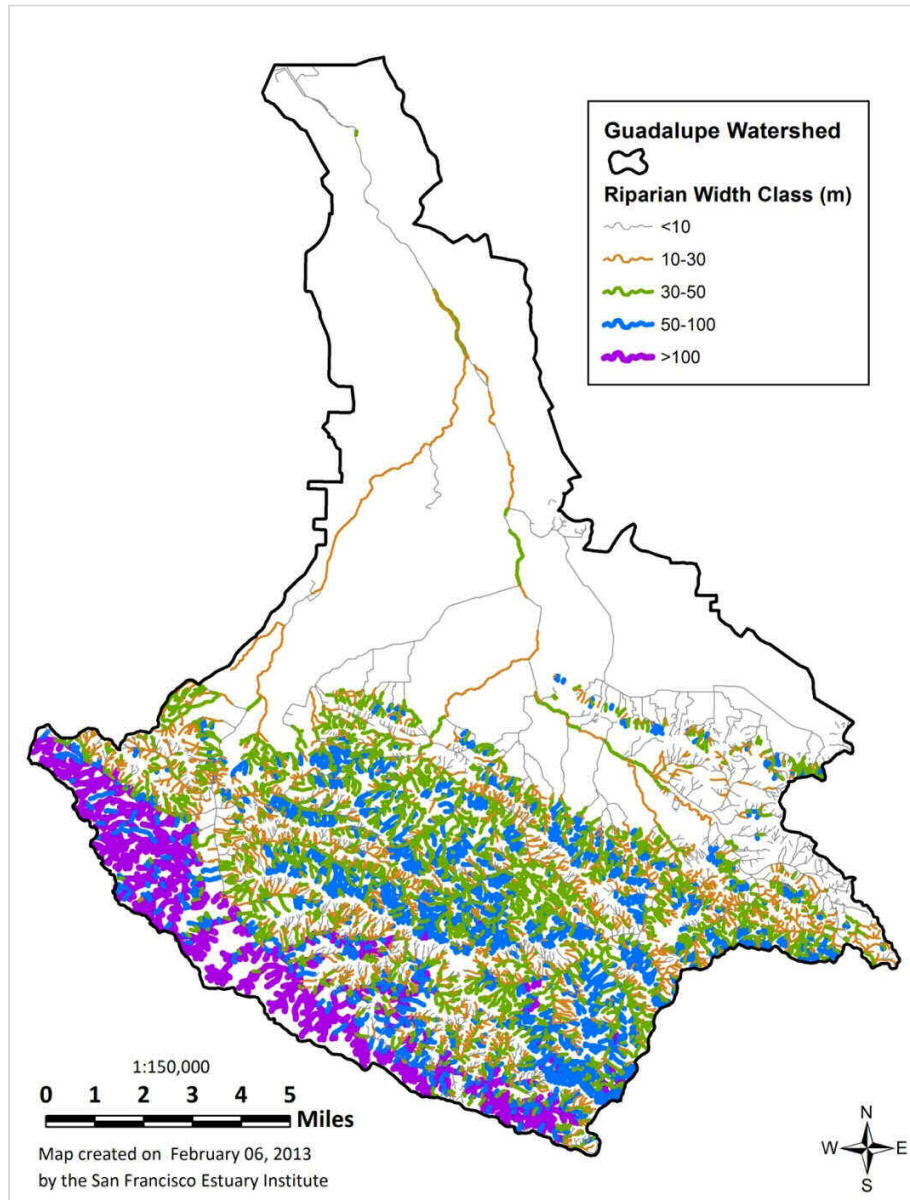 Guadalupe Watershed
Riparian Width Class (m)
<10
10-30
30-50
50-100
>100
1:150,000
0 1 2 3 4 5
Miles
Map created on February 06, 2013
by the San Francisco Estuary Institute
N
W E
S